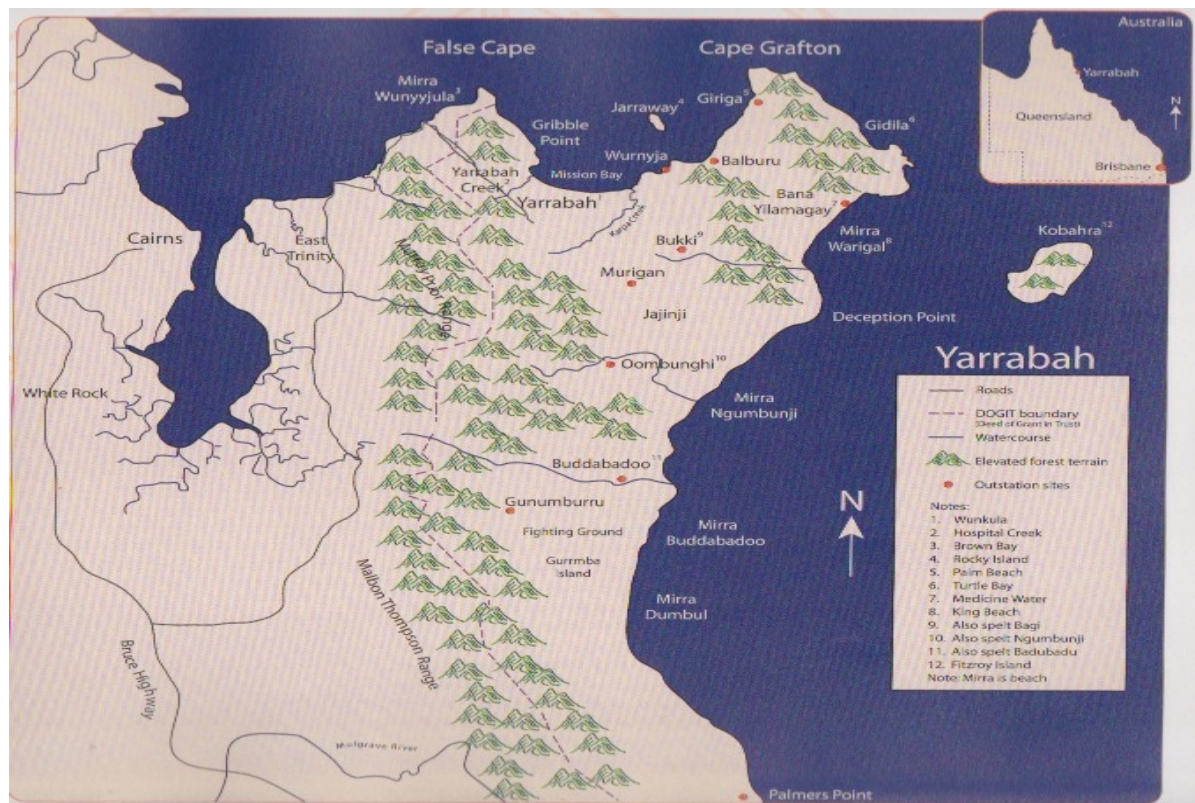 False Cape
Cape Grafton
Australia
Mirra
Wunyyjula³
Jarraway⁴
Giriga⁵
Gidila⁶
Yarrabah
N
Queensland
Brisbane
Gribble
Point
Wurnyja
Balburu
Yarrabah
Creek²
Mission Bay
Yarrabah¹
Bana
Yilamagay⁷
Kurpa Creek
Cairns
East
Trinity
Bukki⁹
Mirra
Warigal⁸
Kobahra¹²
Murray Prior Range
Murigan
Jajinji
Deception Point
Oombunghi¹⁰
White Rock
Mirra
Ngumbunji
Buddabadoo¹¹
Gunumburru
Fighting Ground
Gurrmba
Island
Mirra
Buddabadoo
Mirra
Dumbul
Malbon Thompson Range
Bruce Highway
Mulgrave River
Palmers Point
N
Yarrabah
Roads
DOGIT boundary
(Deed of Grant in Trust)
Watercourse
Elevated forest terrain
Outstation sites
Notes:
1. Wunkula
2. Hospital Creek
3. Brown Bay
4. Rocky Island
5. Palm Beach
6. Turtle Bay
7. Medicine Water
8. King Beach
9. Also spelt Bagi
10. Also spelt Ngumbunji
11. Also spelt Badubadu
12. Fitzroy Island
Note: Mirra is beach